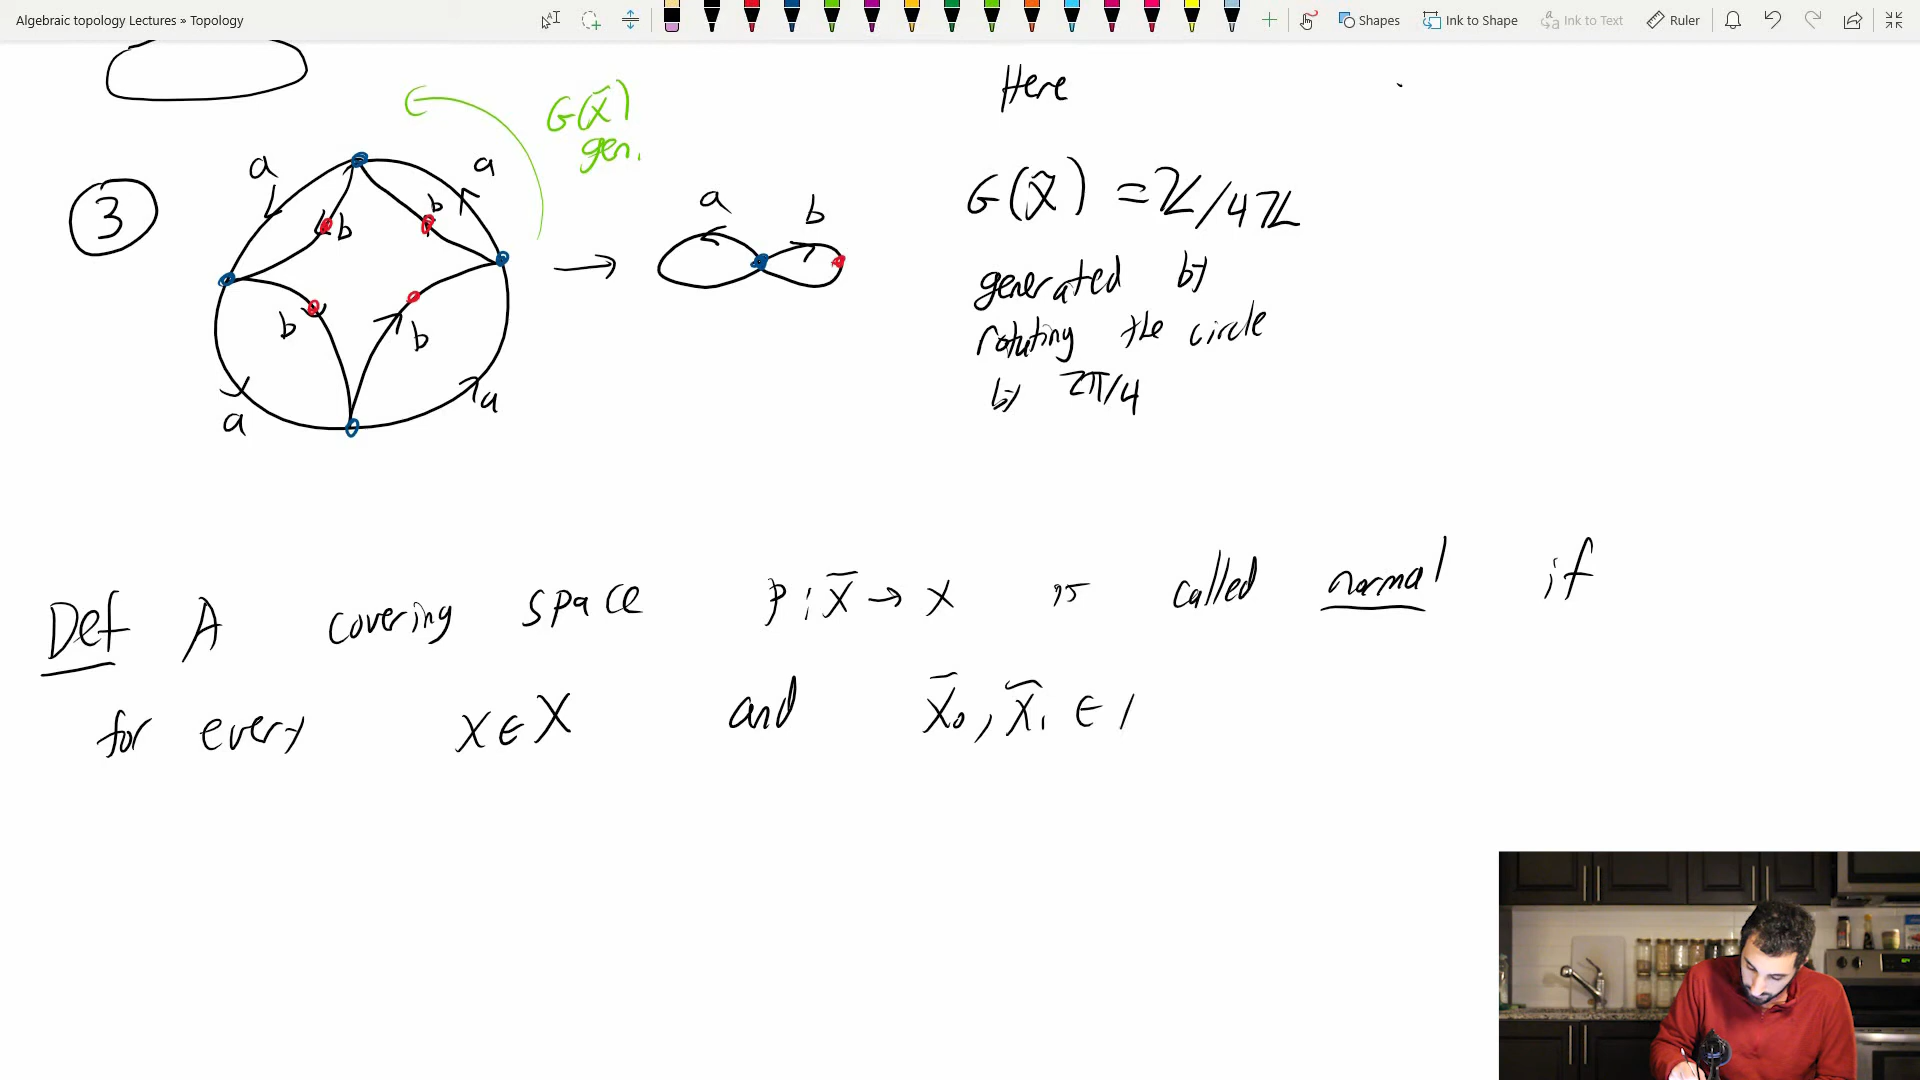 Algebraic topology Lectures » Topology
Shapes
Ink to Shape
Ink to Text
Ruler
Here
G(X̃)
gen.
a
a
3
b
b
a
b
G(X̃) = ℤ/4ℤ
generated by
b
b
rotating the circle
by 2π/4
a
a
Def A covering space p: X̃ → X is called normal if
for every x ∈ X and x̃₀, x̃₁ ∈